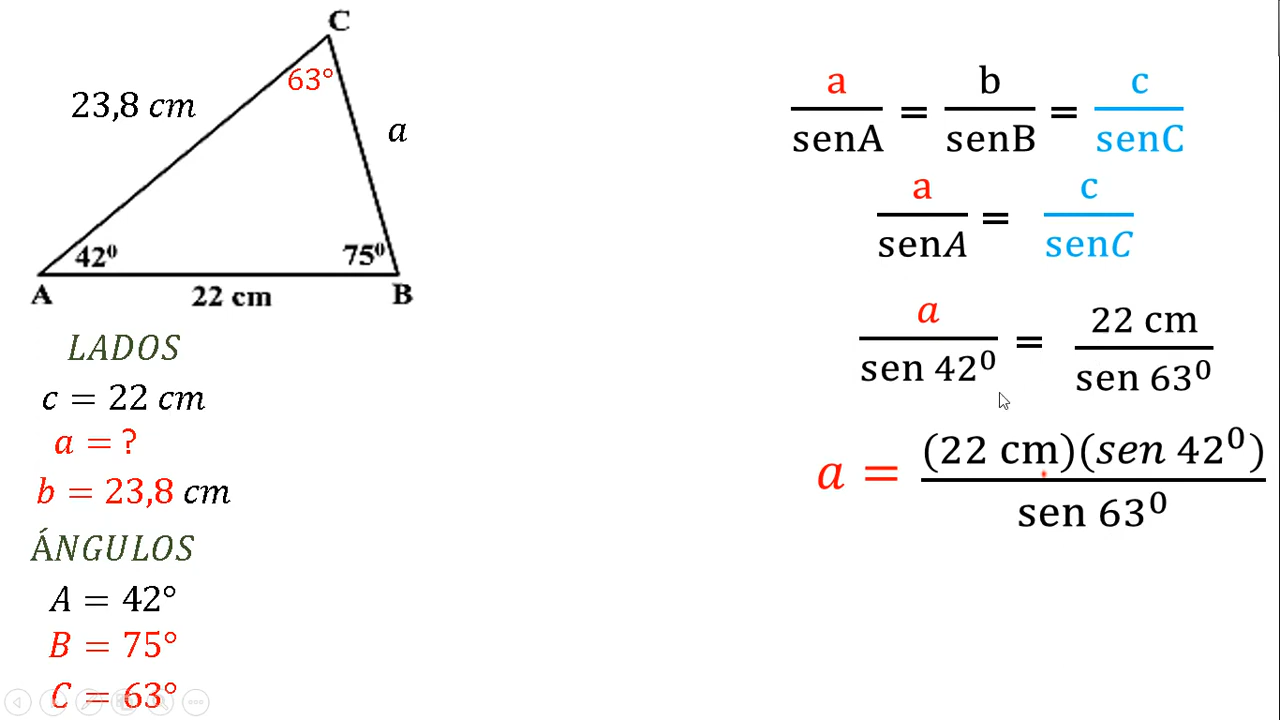 C
63°
23,8 cm
a
42⁰
75⁰
A
22 cm
B
LADOS
c = 22 cm
a = ?
b = 23,8 cm
ÁNGULOS
A = 42°
B = 75°
C = 63°
a/senA = b/senB = c/senC
a/senA = c/senC
a/sen 42⁰ = 22 cm/sen 63⁰
a = (22 cm)(sen 42⁰)/sen 63⁰